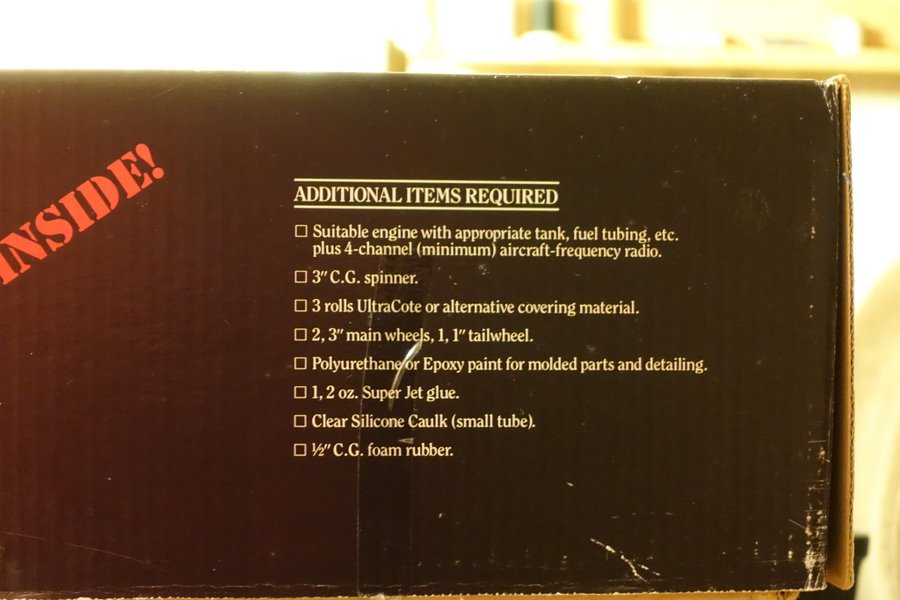 INSIDE!
ADDITIONAL ITEMS REQUIRED
☐ Suitable engine with appropriate tank, fuel tubing, etc.
plus 4-channel (minimum) aircraft-frequency radio.
☐ 3" C.G. spinner.
☐ 3 rolls UltraCote or alternative covering material.
☐ 2, 3" main wheels, 1, 1" tailwheel.
☐ Polyurethane or Epoxy paint for molded parts and detailing.
☐ 1, 2 oz. Super Jet glue.
☐ Clear Silicone Caulk (small tube).
☐ ½" C.G. foam rubber.